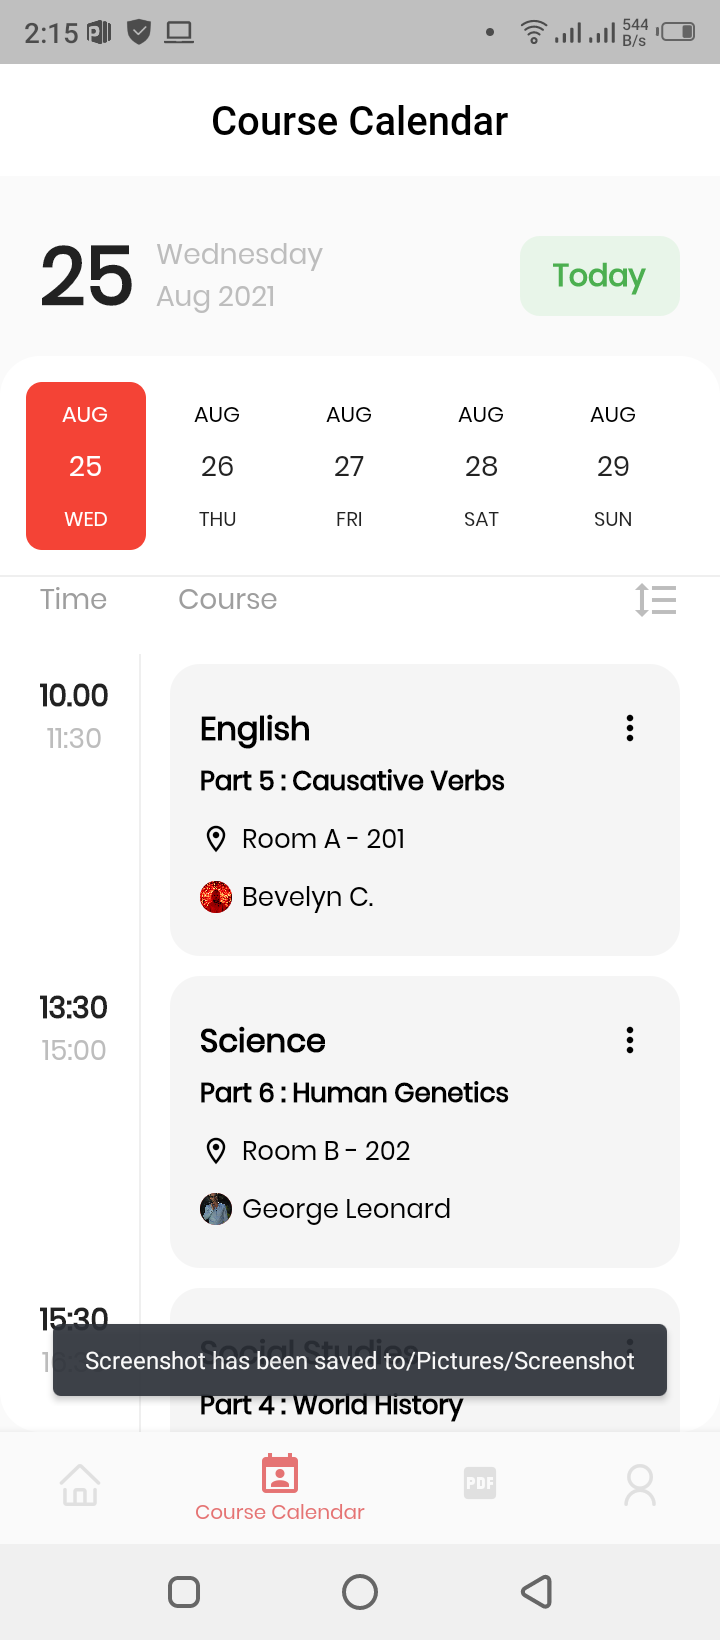 2:15
544
B/s
Course Calendar
25
Wednesday
Aug 2021
Today
AUG AUG AUG AUG AUG
25 26 27 28 29
WED THU FRI SAT SUN
Time Course
10.00
11:30
English
Part 5 : Causative Verbs
Room A - 201
Bevelyn C.
13:30
15:00
Science
Part 6 : Human Genetics
Room B - 202
George Leonard
15:30
Social Studies
Screenshot has been saved to/Pictures/Screenshot
Part 4 : World History
PDF
Course Calendar